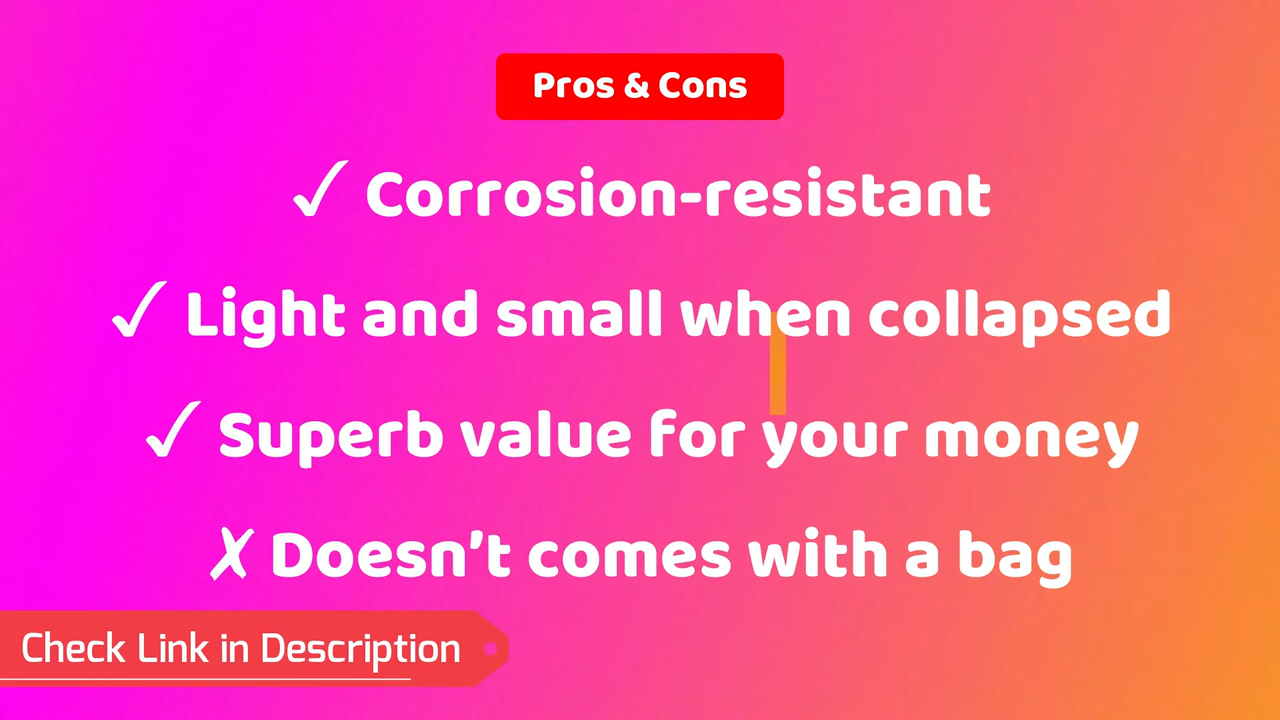 Pros & Cons
✓ Corrosion-resistant
✓ Light and small when collapsed
✓ Superb value for your money
✗ Doesn’t comes with a bag
Check Link in Description